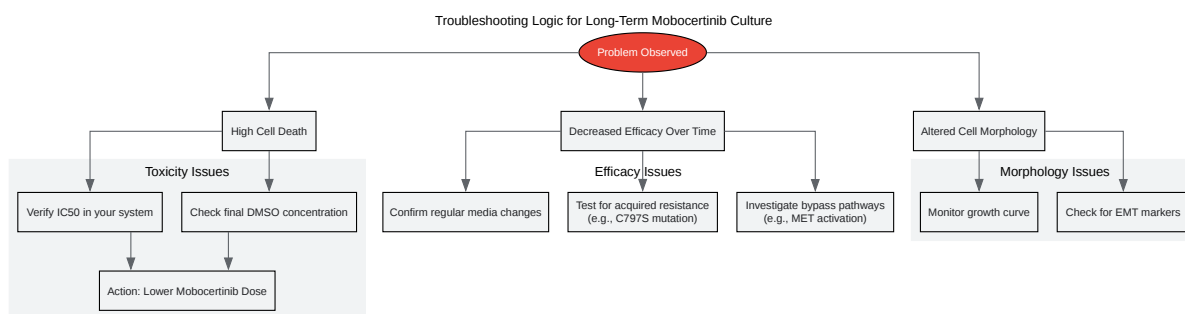 Troubleshooting Logic for Long-Term Mobocertinib Culture
Problem Observed
High Cell Death
Decreased Efficacy Over Time
Altered Cell Morphology
Toxicity Issues
Efficacy Issues
Morphology Issues
Verify IC50 in your system
Check final DMSO concentration
Confirm regular media changes
Test for acquired resistance
(e.g., C797S mutation)
Investigate bypass pathways
(e.g., MET activation)
Monitor growth curve
Check for EMT markers
Action: Lower Mobocertinib Dose